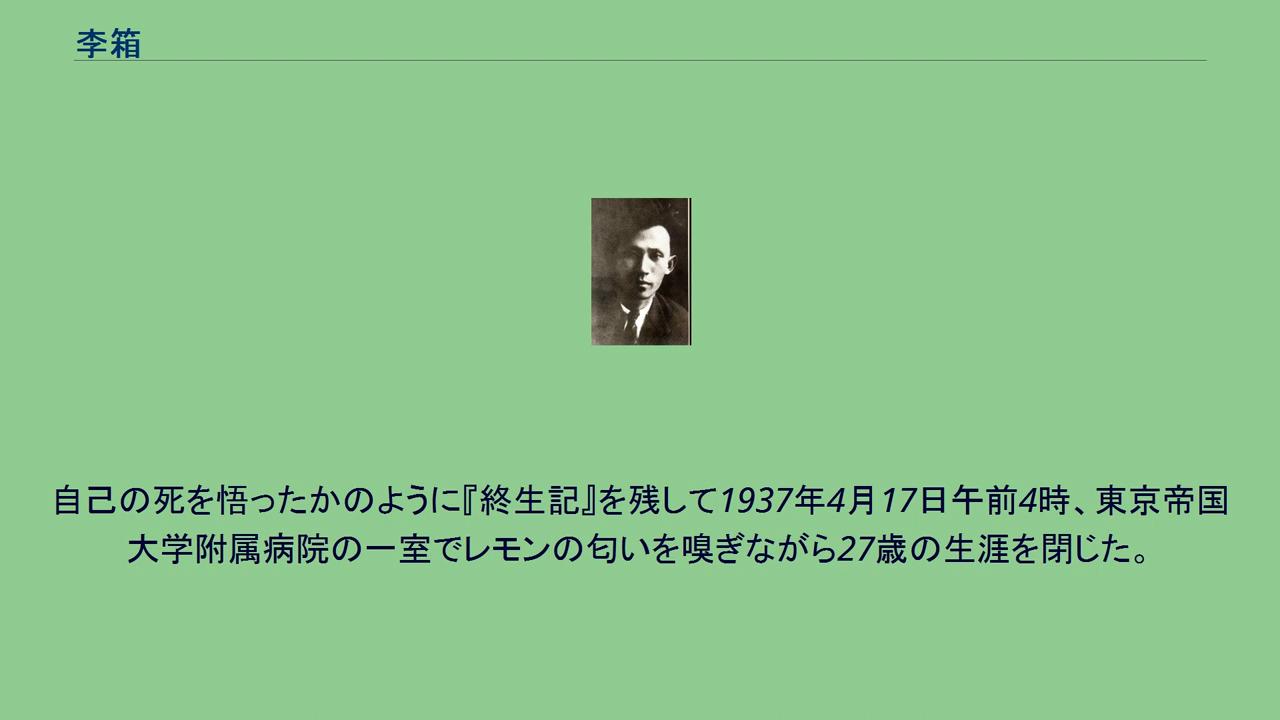 李箱
自己の死を悟ったかのように『終生記』を残して1937年4月17日午前4時、東京帝国
大学附属病院の一室でレモンの匂いを嗅ぎながら27歳の生涯を閉じた。